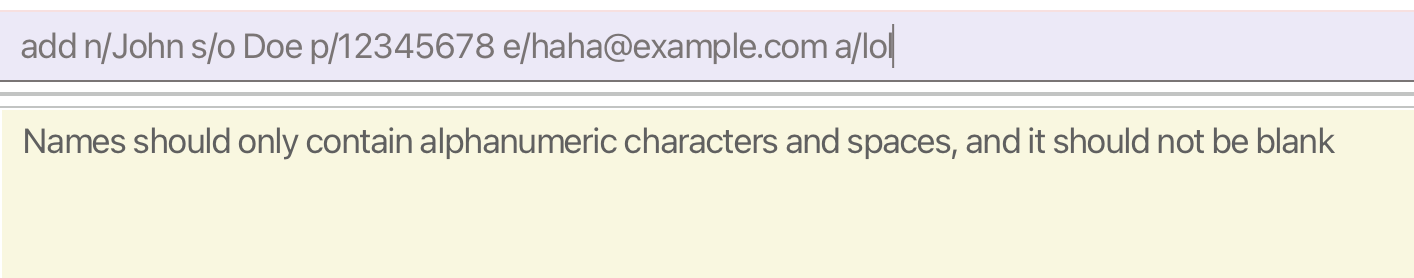 add n/John s/o Doe p/12345678 e/haha@example.com a/lol
Names should only contain alphanumeric characters and spaces, and it should not be blank